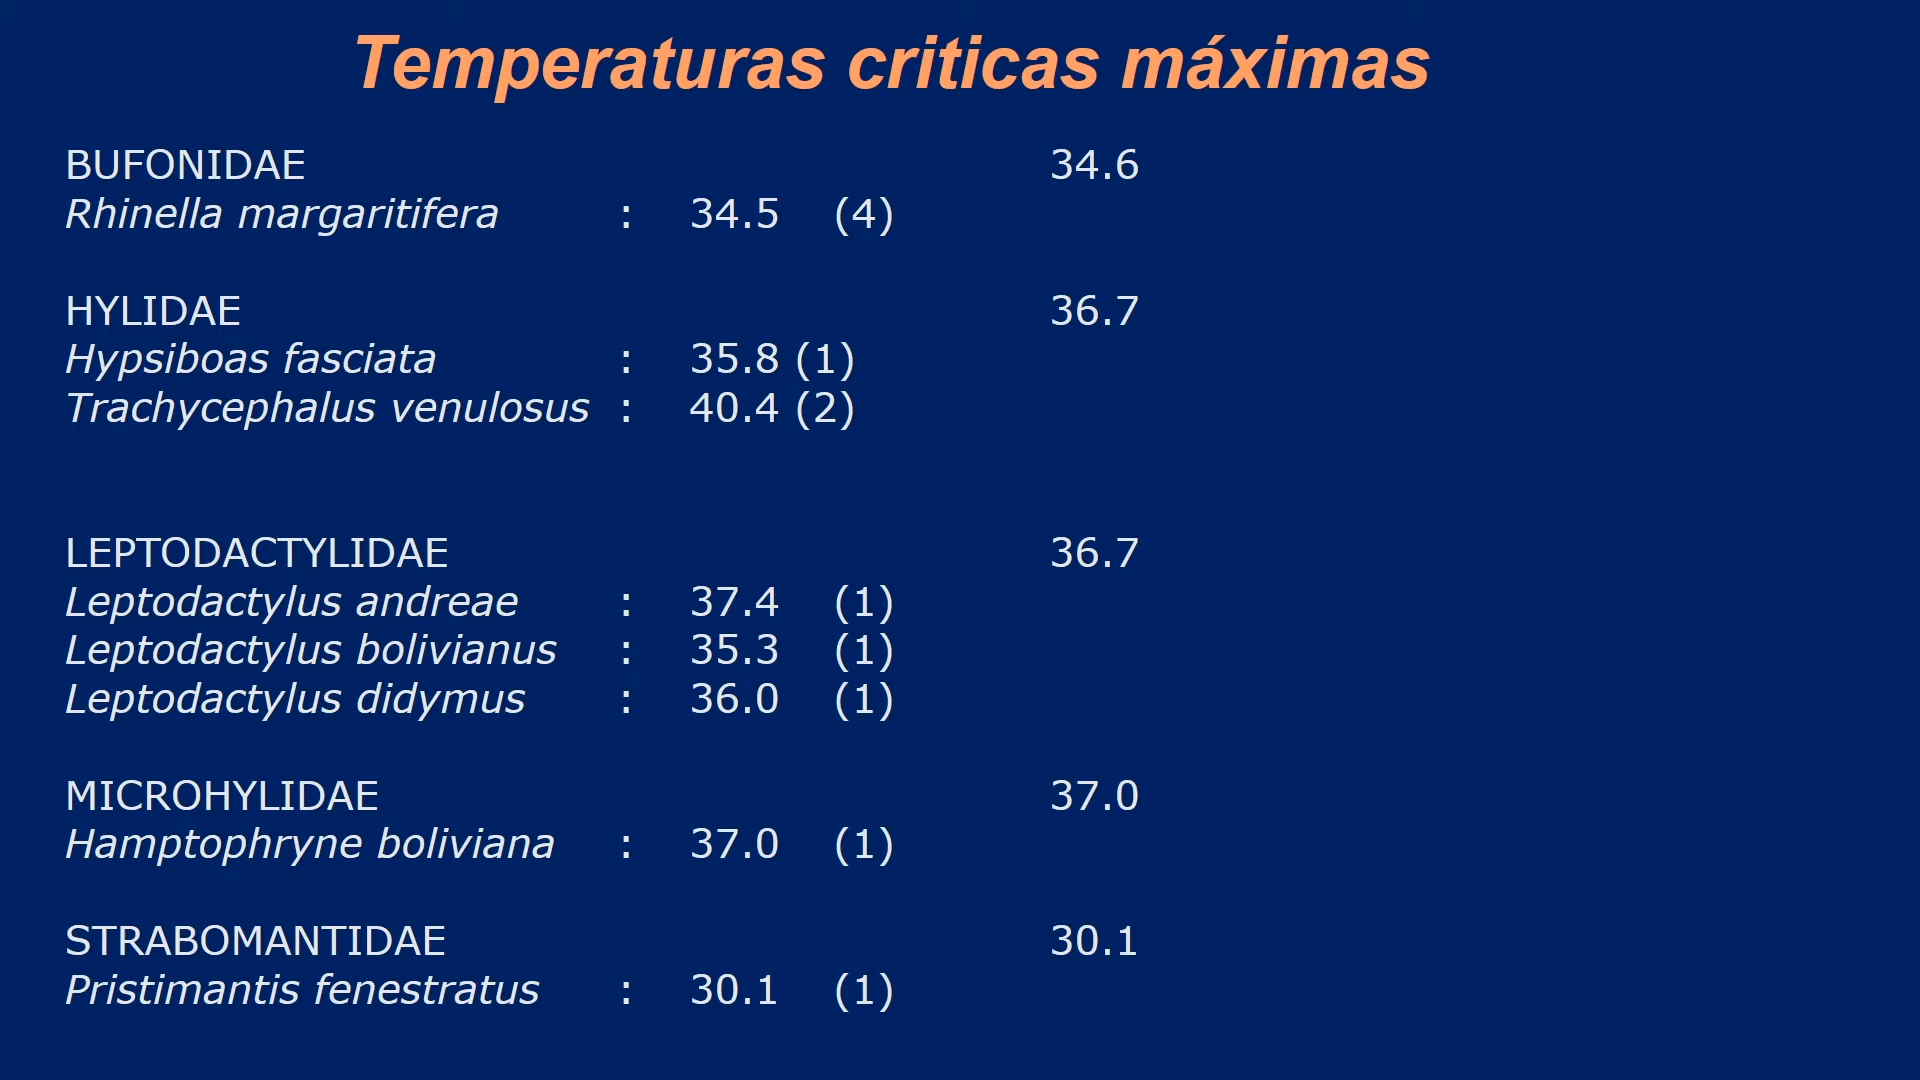 Temperaturas criticas máximas
BUFONIDAE 34.6
Rhinella margaritifera : 34.5 (4)
HYLIDAE 36.7
Hypsiboas fasciata : 35.8 (1)
Trachycephalus venulosus : 40.4 (2)
LEPTODACTYLIDAE 36.7
Leptodactylus andreae : 37.4 (1)
Leptodactylus bolivianus : 35.3 (1)
Leptodactylus didymus : 36.0 (1)
MICROHYLIDAE 37.0
Hamptophryne boliviana : 37.0 (1)
STRABOMANTIDAE 30.1
Pristimantis fenestratus : 30.1 (1)